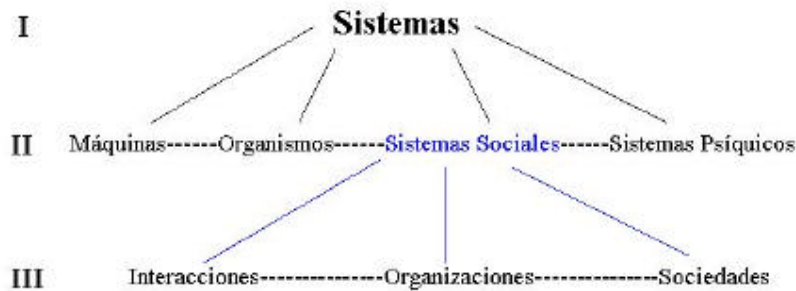 I Sistemas
II Máquinas------Organismos------Sistemas Sociales------Sistemas Psíquicos
III Interacciones--------------Organizaciones--------------Sociedades